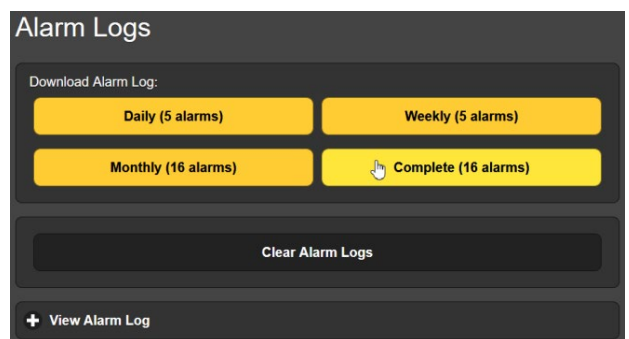 Alarm Logs
Download Alarm Log:
Daily (5 alarms)
Weekly (5 alarms)
Monthly (16 alarms)
Complete (16 alarms)
Clear Alarm Logs
View Alarm Log